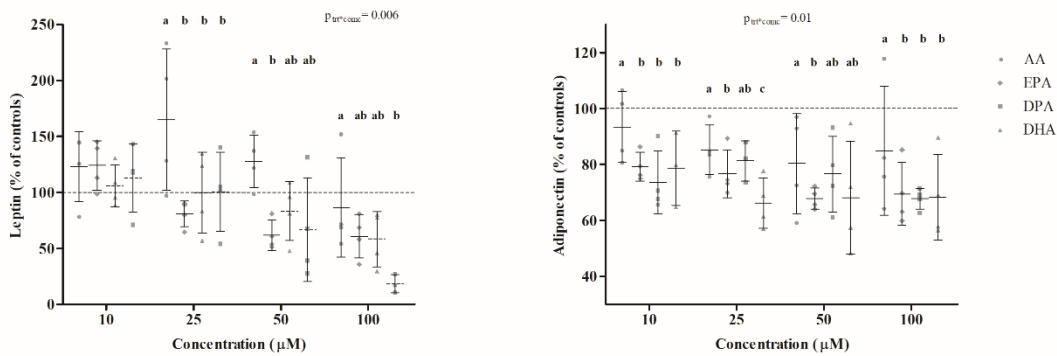 p trt*conc = 0.006
Leptin (% of controls)
250
200
150
100
50
0
a b b b
a b ab ab
a ab ab b
10 25 50 100
Concentration (μM)
p trt*conc = 0.01
Adiponectin (% of controls)
120
100
80
60
40
a b b b
a b ab c
a b ab ab
a b b b
10 25 50 100
Concentration (μM)
AA
EPA
DPA
DHA